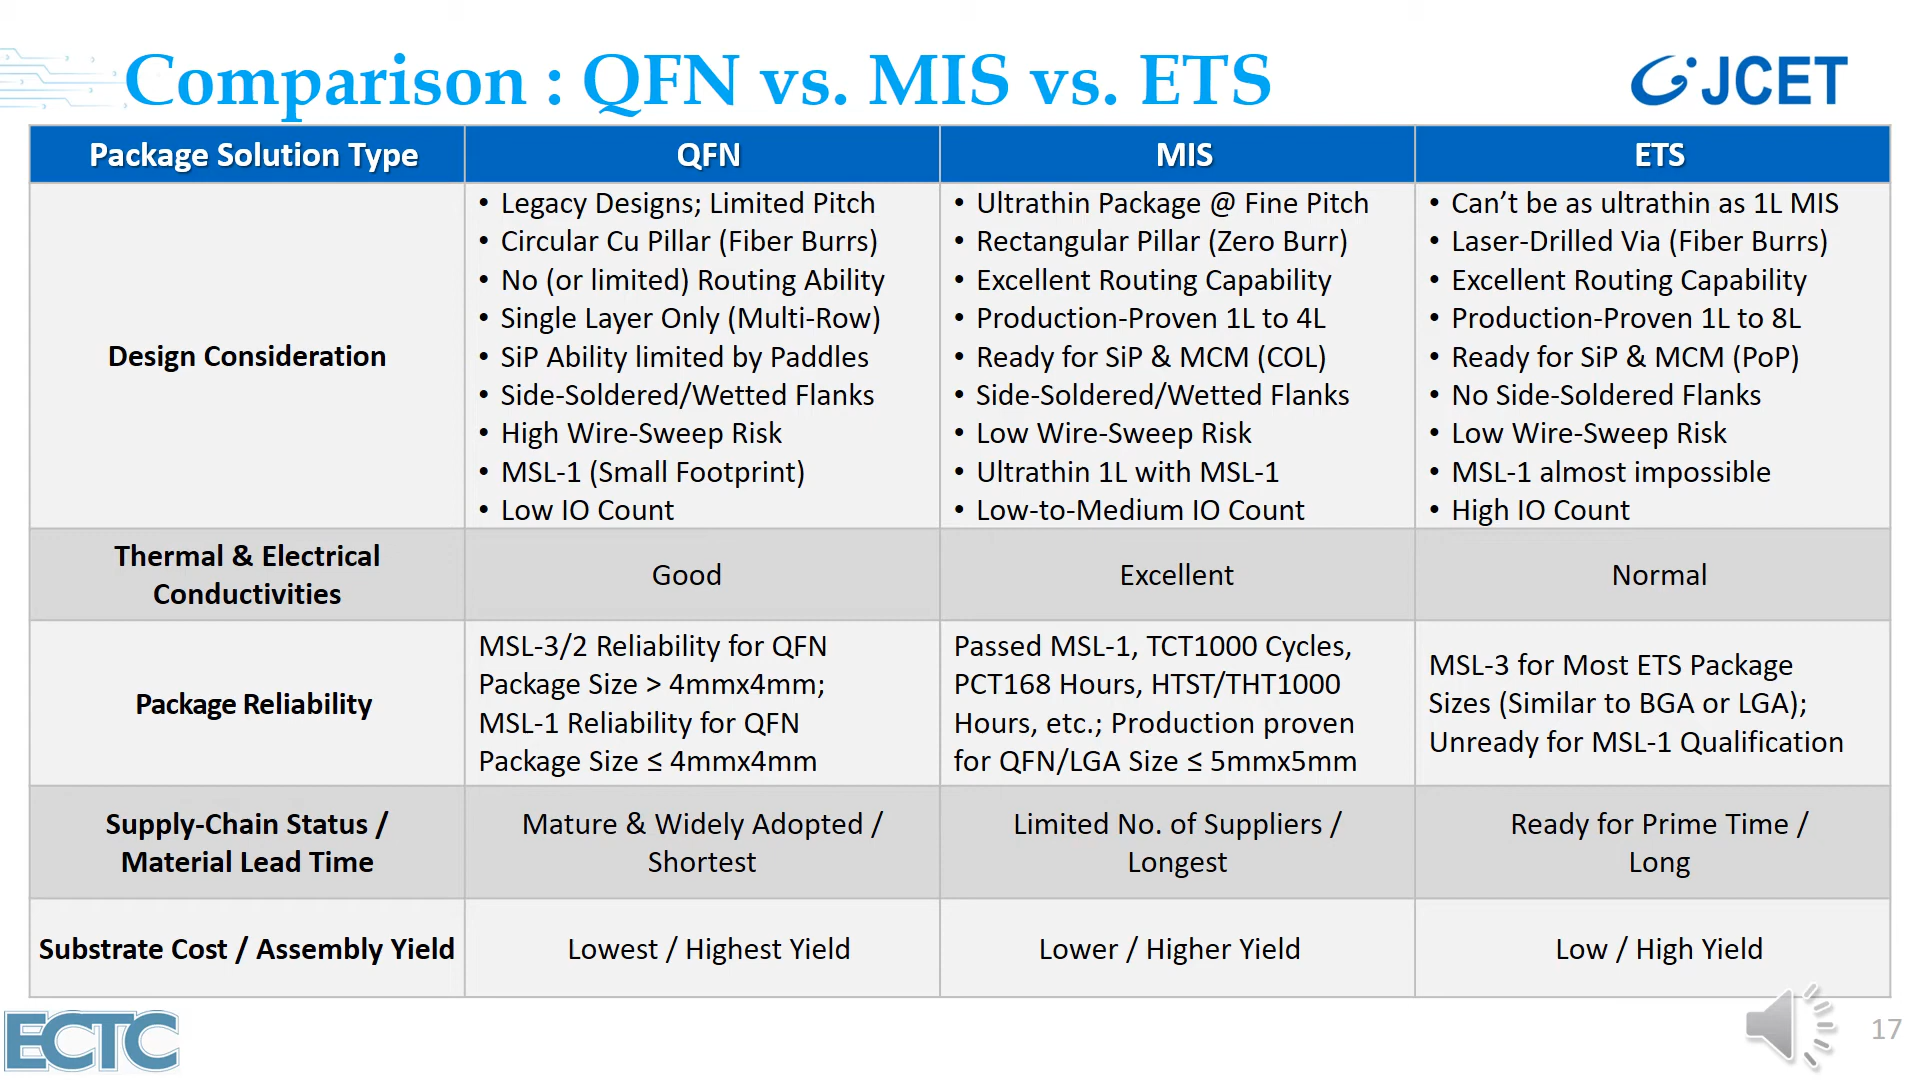 Comparison : QFN vs. MIS vs. ETS
JCET
Package Solution Type
QFN
MIS
ETS
Design Consideration
• Legacy Designs; Limited Pitch
• Circular Cu Pillar (Fiber Burrs)
• No (or limited) Routing Ability
• Single Layer Only (Multi-Row)
• SiP Ability limited by Paddles
• Side-Soldered/Wetted Flanks
• High Wire-Sweep Risk
• MSL-1 (Small Footprint)
• Low IO Count
• Ultrathin Package @ Fine Pitch
• Rectangular Pillar (Zero Burr)
• Excellent Routing Capability
• Production-Proven 1L to 4L
• Ready for SiP & MCM (COL)
• Side-Soldered/Wetted Flanks
• Low Wire-Sweep Risk
• Ultrathin 1L with MSL-1
• Low-to-Medium IO Count
• Can’t be as ultrathin as 1L MIS
• Laser-Drilled Via (Fiber Burrs)
• Excellent Routing Capability
• Production-Proven 1L to 8L
• Ready for SiP & MCM (PoP)
• No Side-Soldered Flanks
• Low Wire-Sweep Risk
• MSL-1 almost impossible
• High IO Count
Thermal & Electrical
Conductivities
Good
Excellent
Normal
Package Reliability
MSL-3/2 Reliability for QFN
Package Size > 4mmx4mm;
MSL-1 Reliability for QFN
Package Size ≤ 4mmx4mm
Passed MSL-1, TCT1000 Cycles,
PCT168 Hours, HTST/THT1000
Hours, etc.; Production proven
for QFN/LGA Size ≤ 5mmx5mm
MSL-3 for Most ETS Package
Sizes (Similar to BGA or LGA);
Unready for MSL-1 Qualification
Supply-Chain Status /
Material Lead Time
Mature & Widely Adopted /
Shortest
Limited No. of Suppliers /
Longest
Ready for Prime Time /
Long
Substrate Cost / Assembly Yield
Lowest / Highest Yield
Lower / Higher Yield
Low / High Yield
ECTC
17